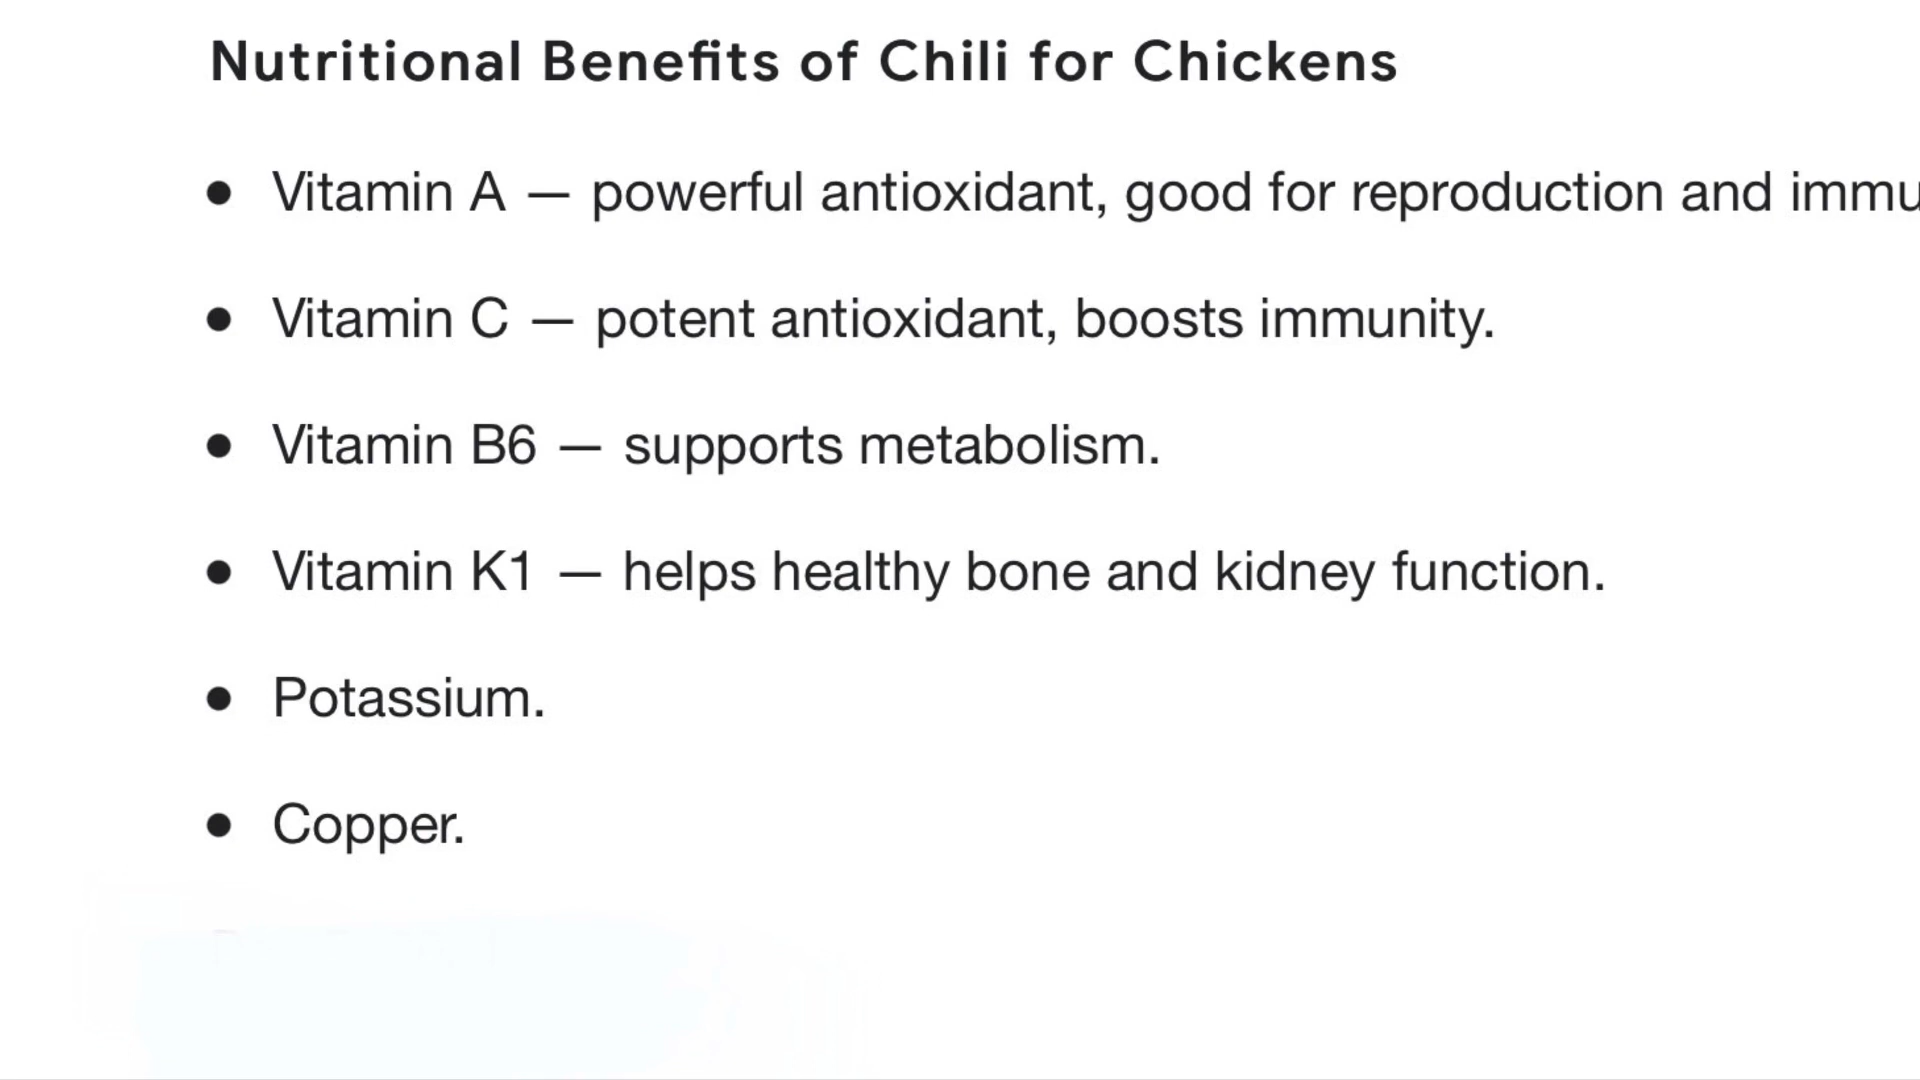 Nutritional Benefits of Chili for Chickens
● Vitamin A — powerful antioxidant, good for reproduction and immu
● Vitamin C — potent antioxidant, boosts immunity.
● Vitamin B6 — supports metabolism.
● Vitamin K1 — helps healthy bone and kidney function.
● Potassium.
● Copper.